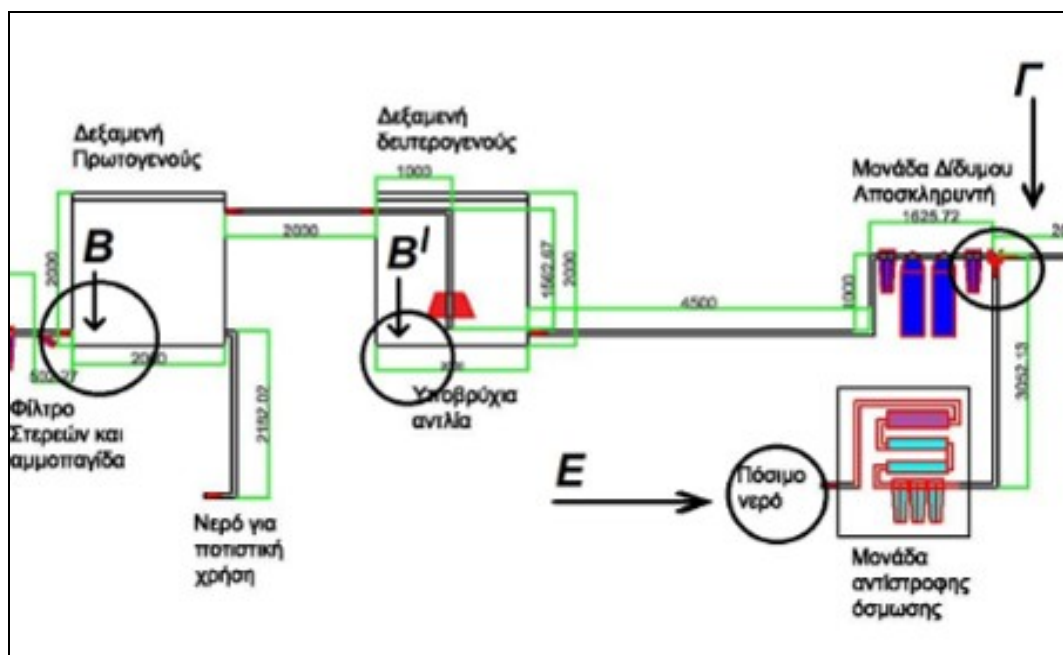 Γ
Δεξαμενή
Πρωτογενούς
Δεξαμενή
δευτερογενούς
Μονάδα Δίδυμου
Αποσκληρυντή
1000
1625.72
B
2000
2000
B'
1562.67
2000
4500
1000
2000
2152.02
3052.13
Φίλτρο
Στερεών και
αμμοπαγίδα
Υποβρύχια
αντλία
E
Πόσιμο
νερό
Νερό για
ποτιστική
χρήση
Μονάδα
αντίστροφης
όσμωσης